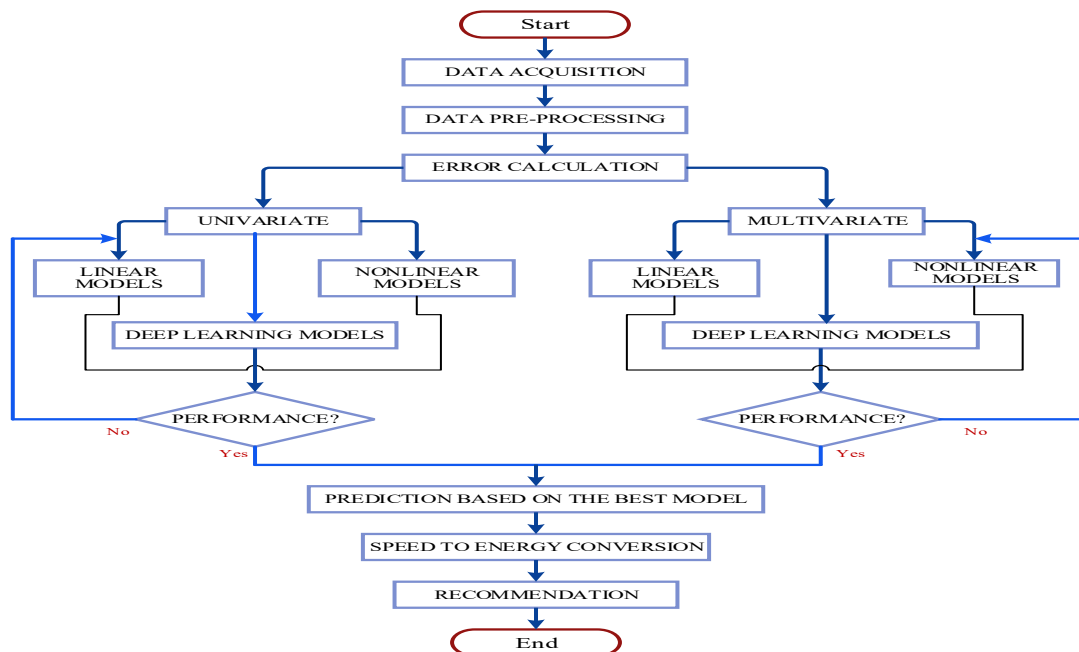 Start
DATA ACQUISITION
DATA PRE-PROCESSING
ERROR CALCULATION
UNIVARIATE
MULTIVARIATE
LINEAR
MODELS
NONLINEAR
MODELS
LINEAR
MODELS
NONLINEAR
MODELS
DEEP LEARNING MODELS
DEEP LEARNING MODELS
PERFORMANCE?
PERFORMANCE?
No
No
Yes
Yes
PREDICTION BASED ON THE BEST MODEL
SPEED TO ENERGY CONVERSION
RECOMMENDATION
End